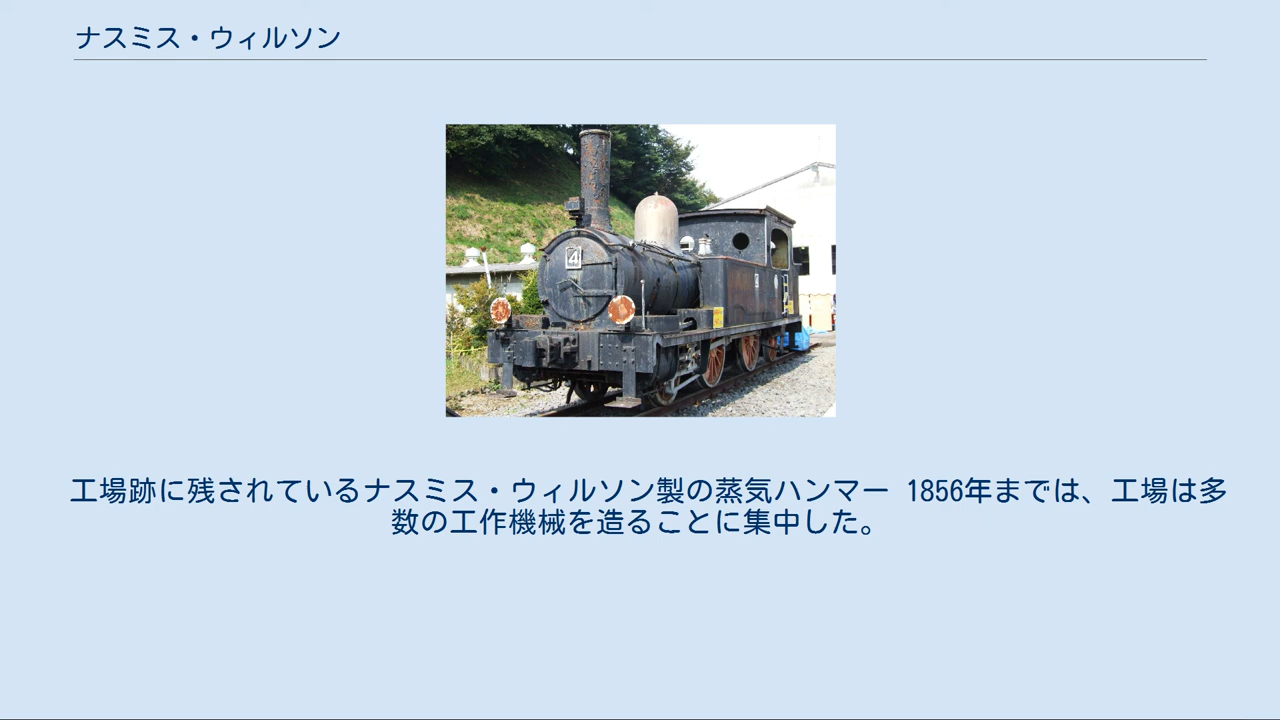 ナスミス・ウィルソン
4
工場跡に残されているナスミス・ウィルソン製の蒸気ハンマー 1856年までは、工場は多
数の工作機械を造ることに集中した。